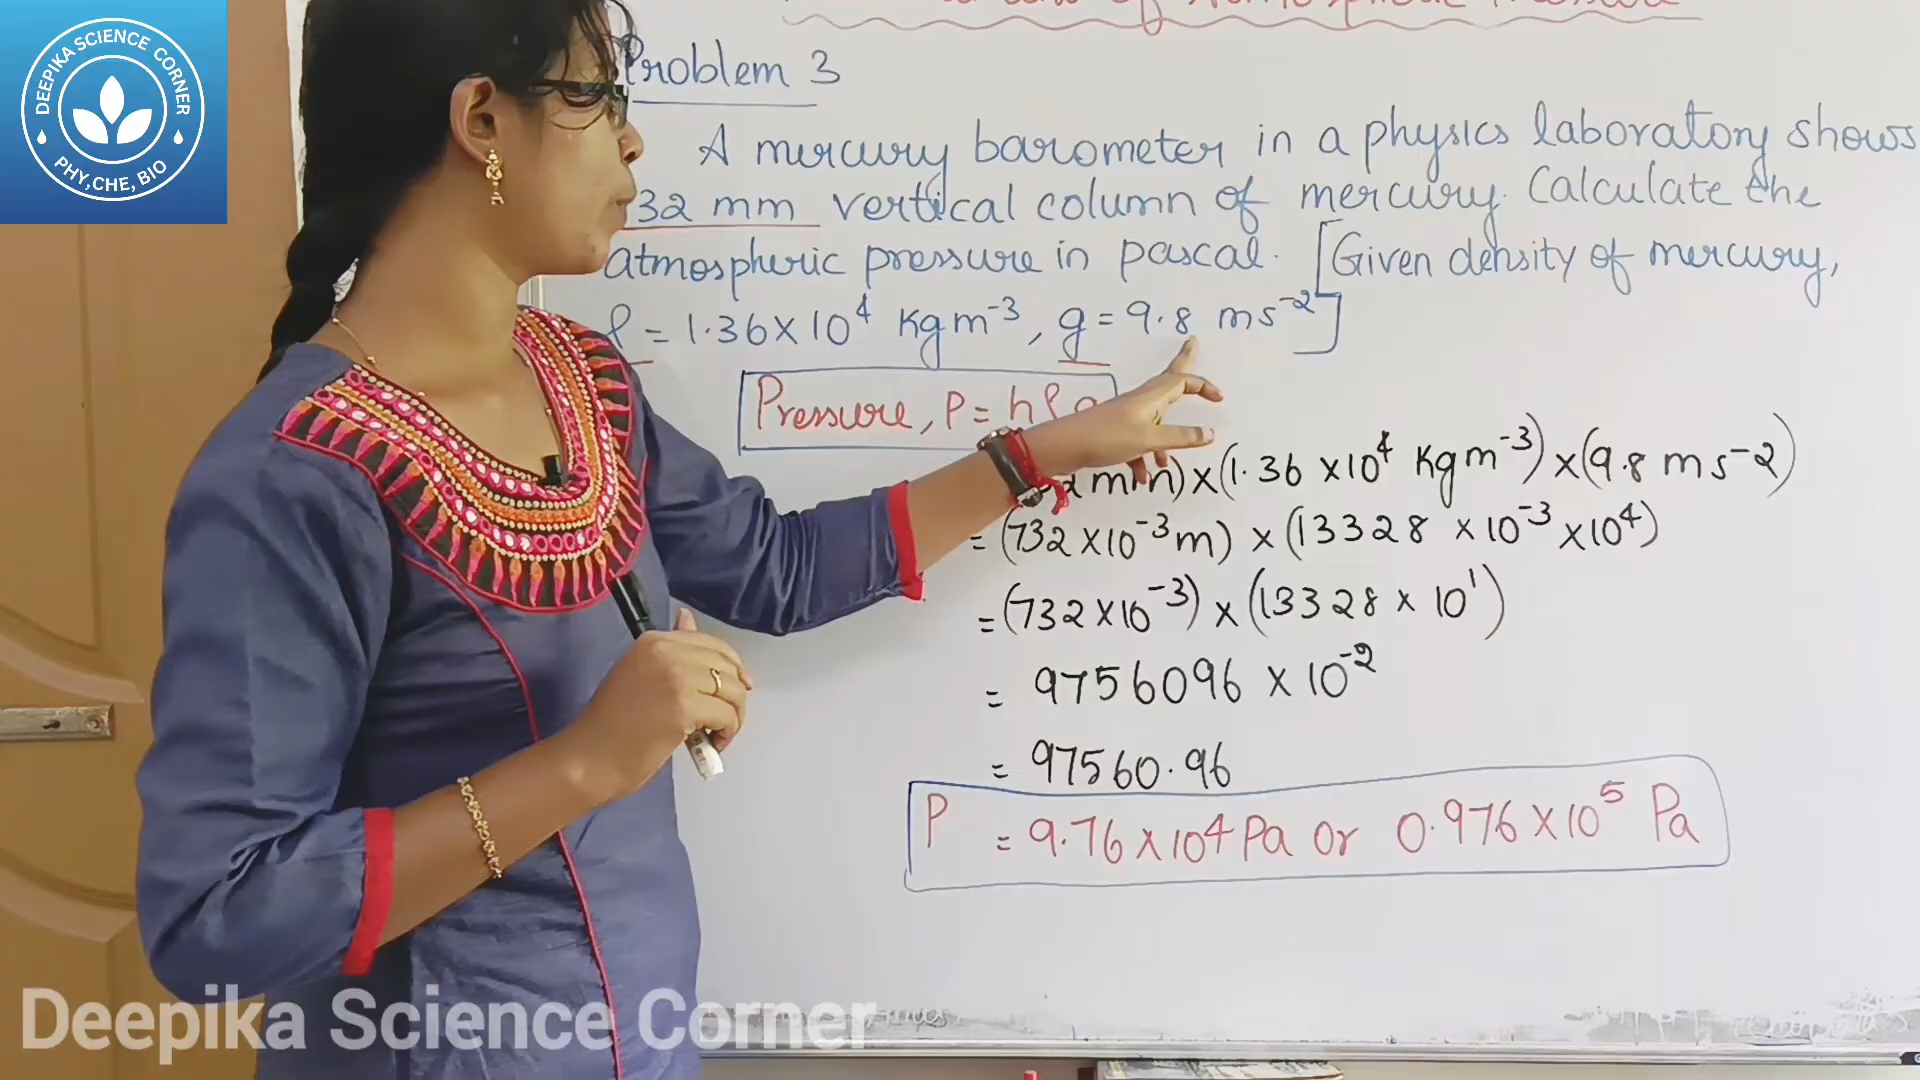 DEEPIKA SCIENCE CORNER
PHY,CHE, BIO
Problem 3
A mercury barometer in a physics laboratory shows
32 mm vertical column of mercury. Calculate the
atmospheric pressure in pascal. [Given density of mercury,
ρ = 1.36 × 10⁴ Kg m⁻³, g = 9.8 ms⁻²]
Pressure, P = hρg
2 mm) × (1.36 × 10⁴ Kg m⁻³) × (9.8 m s⁻²)
= (732 × 10⁻³ m) × (13328 × 10⁻³ × 10⁴)
= (732 × 10⁻³) × (13328 × 10¹)
= 9756096 × 10⁻²
= 97560.96
P = 9.76 × 10⁴ Pa Or 0.976 × 10⁵ Pa
Deepika Science Corner